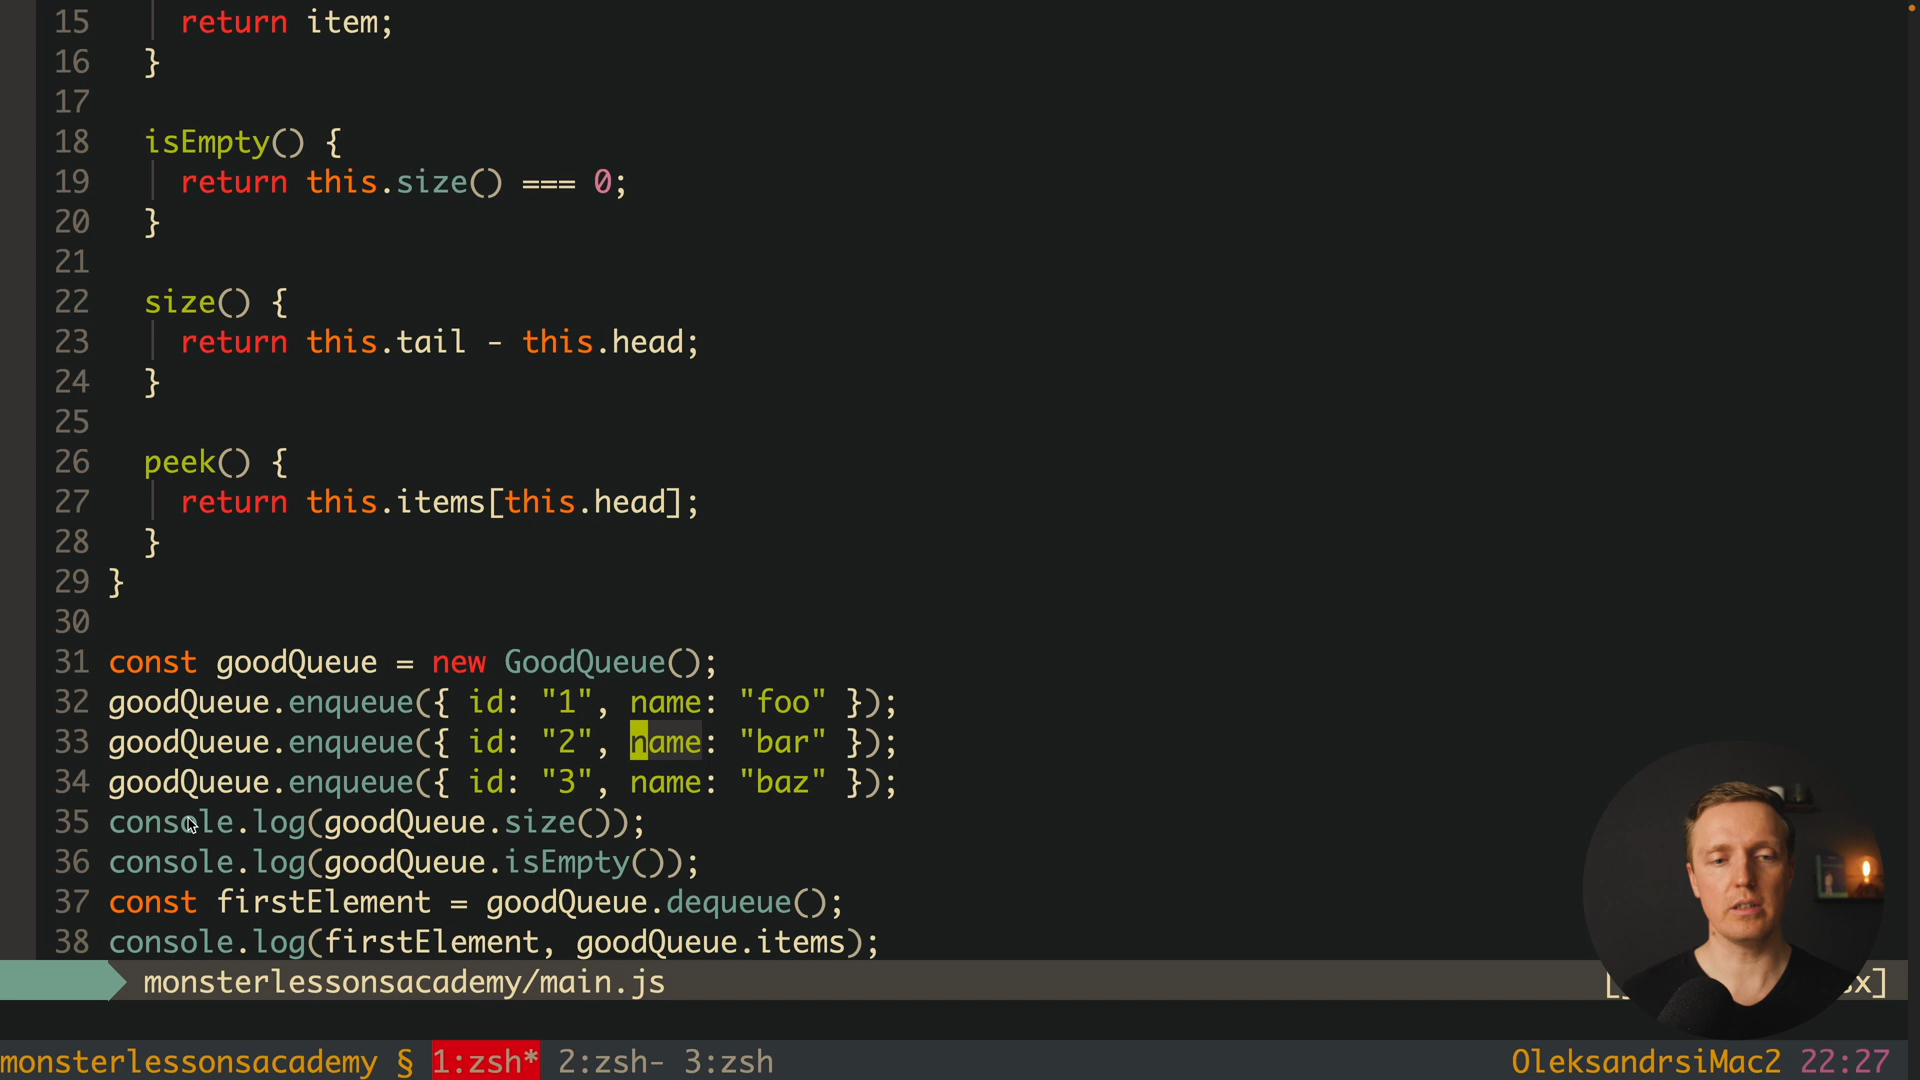 15 return item;
16 }
17
18 isEmpty() {
19 return this.size() === 0;
20 }
21
22 size() {
23 return this.tail - this.head;
24 }
25
26 peek() {
27 return this.items[this.head];
28 }
29 }
30
31 const goodQueue = new GoodQueue();
32 goodQueue.enqueue({ id: "1", name: "foo" });
33 goodQueue.enqueue({ id: "2", name: "bar" });
34 goodQueue.enqueue({ id: "3", name: "baz" });
35 console.log(goodQueue.size());
36 console.log(goodQueue.isEmpty());
37 const firstElement = goodQueue.dequeue();
38 console.log(firstElement, goodQueue.items);
monsterlessonsacademy/main.js
monsterlessonsacademy § 1:zsh* 2:zsh- 3:zsh OleksandrsiMac2 22:27